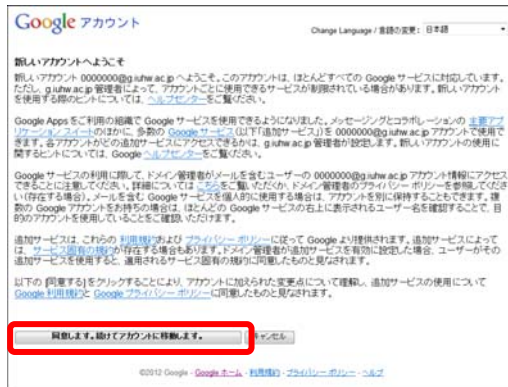 Google アカウント
Change Language / 言語の変更： 日本語
新しいアカウントへようこそ
新しいアカウント 0000000@g.iuhw.ac.jp へようこそ。このアカウントは、ほとんどすべての Google サービスに対応しています。
ただし、g.iuhw.ac.jp 管理者によって、アカウントごとに使用できるサービスが制限されている場合があります。新しいアカウント
を使用する際のヒントについては、ヘルプセンターをご覧ください。
Google Apps をご利用の組織で Google サービスを使用できるようになりました。メッセージングとコラボレーションの 主要アプ
リケーション スイートのほかに、多数の Google サービス (以下「追加サービス」) を 0000000@g.iuhw.ac.jp アカウントで使用で
きます。各アカウントがどの追加サービスにアクセスできるかは、g.iuhw.ac.jp 管理者が設定します。新しいアカウントの使用に
関するヒントについては、Google ヘルプセンターをご覧ください。
Google サービスの利用に際して、ドメイン管理者がメールを含むユーザーの 0000000@g.iuhw.ac.jp アカウント情報にアクセス
できることに注意してください。詳細については こちらをご覧いただくか、ドメイン管理者のプライバシー ポリシーを参照してくださ
い (存在する場合)。メールを含む Google サービスを個人的に使用する場合は、アカウントを別に保持することもできます。複
数の Google アカウントをお持ちの場合は、ほとんどの Google サービスの右上に表示されるユーザー名を確認することで、目
的のアカウントを使用していることをご確認いただけます。
追加サービスは、これらの 利用規約および プライバシー ポリシーに従って Google より提供されます。追加サービスによって
は、サービス固有の規約が存在する場合もあります。ドメイン管理者が追加サービスを有効に設定した場合、ユーザーがその
追加サービスを使用すると、適用されるサービス固有の規約に同意したものと見なされます。
以下の [同意する] をクリックすることにより、アカウントに加えられた変更点について理解し、追加サービスの使用について
Google 利用規約と Google プライバシー ポリシーに同意したものと見なされます。
同意します。続けてアカウントに移動します。 キャンセル
©2012 Google - Google ホーム - 利用規約 - プライバシー ポリシー - ヘルプ